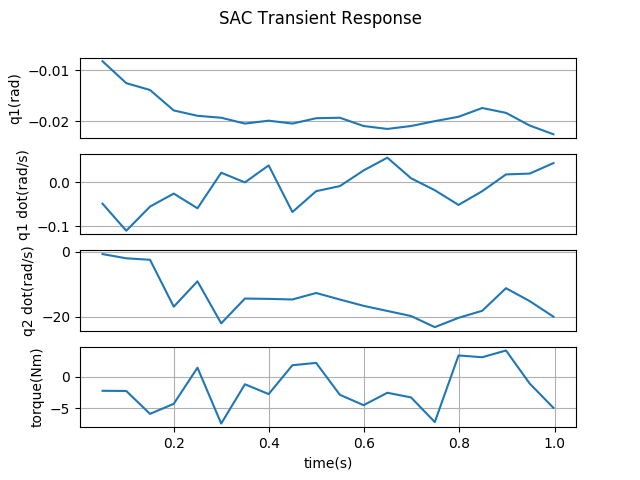 SAC Transient Response
q1(rad)
−0.01
−0.02
q1 dot(rad/s)
0.0
−0.1
q2 dot(rad/s)
0
−20
torque(Nm)
0
−5
0.2 0.4 0.6 0.8 1.0
time(s)